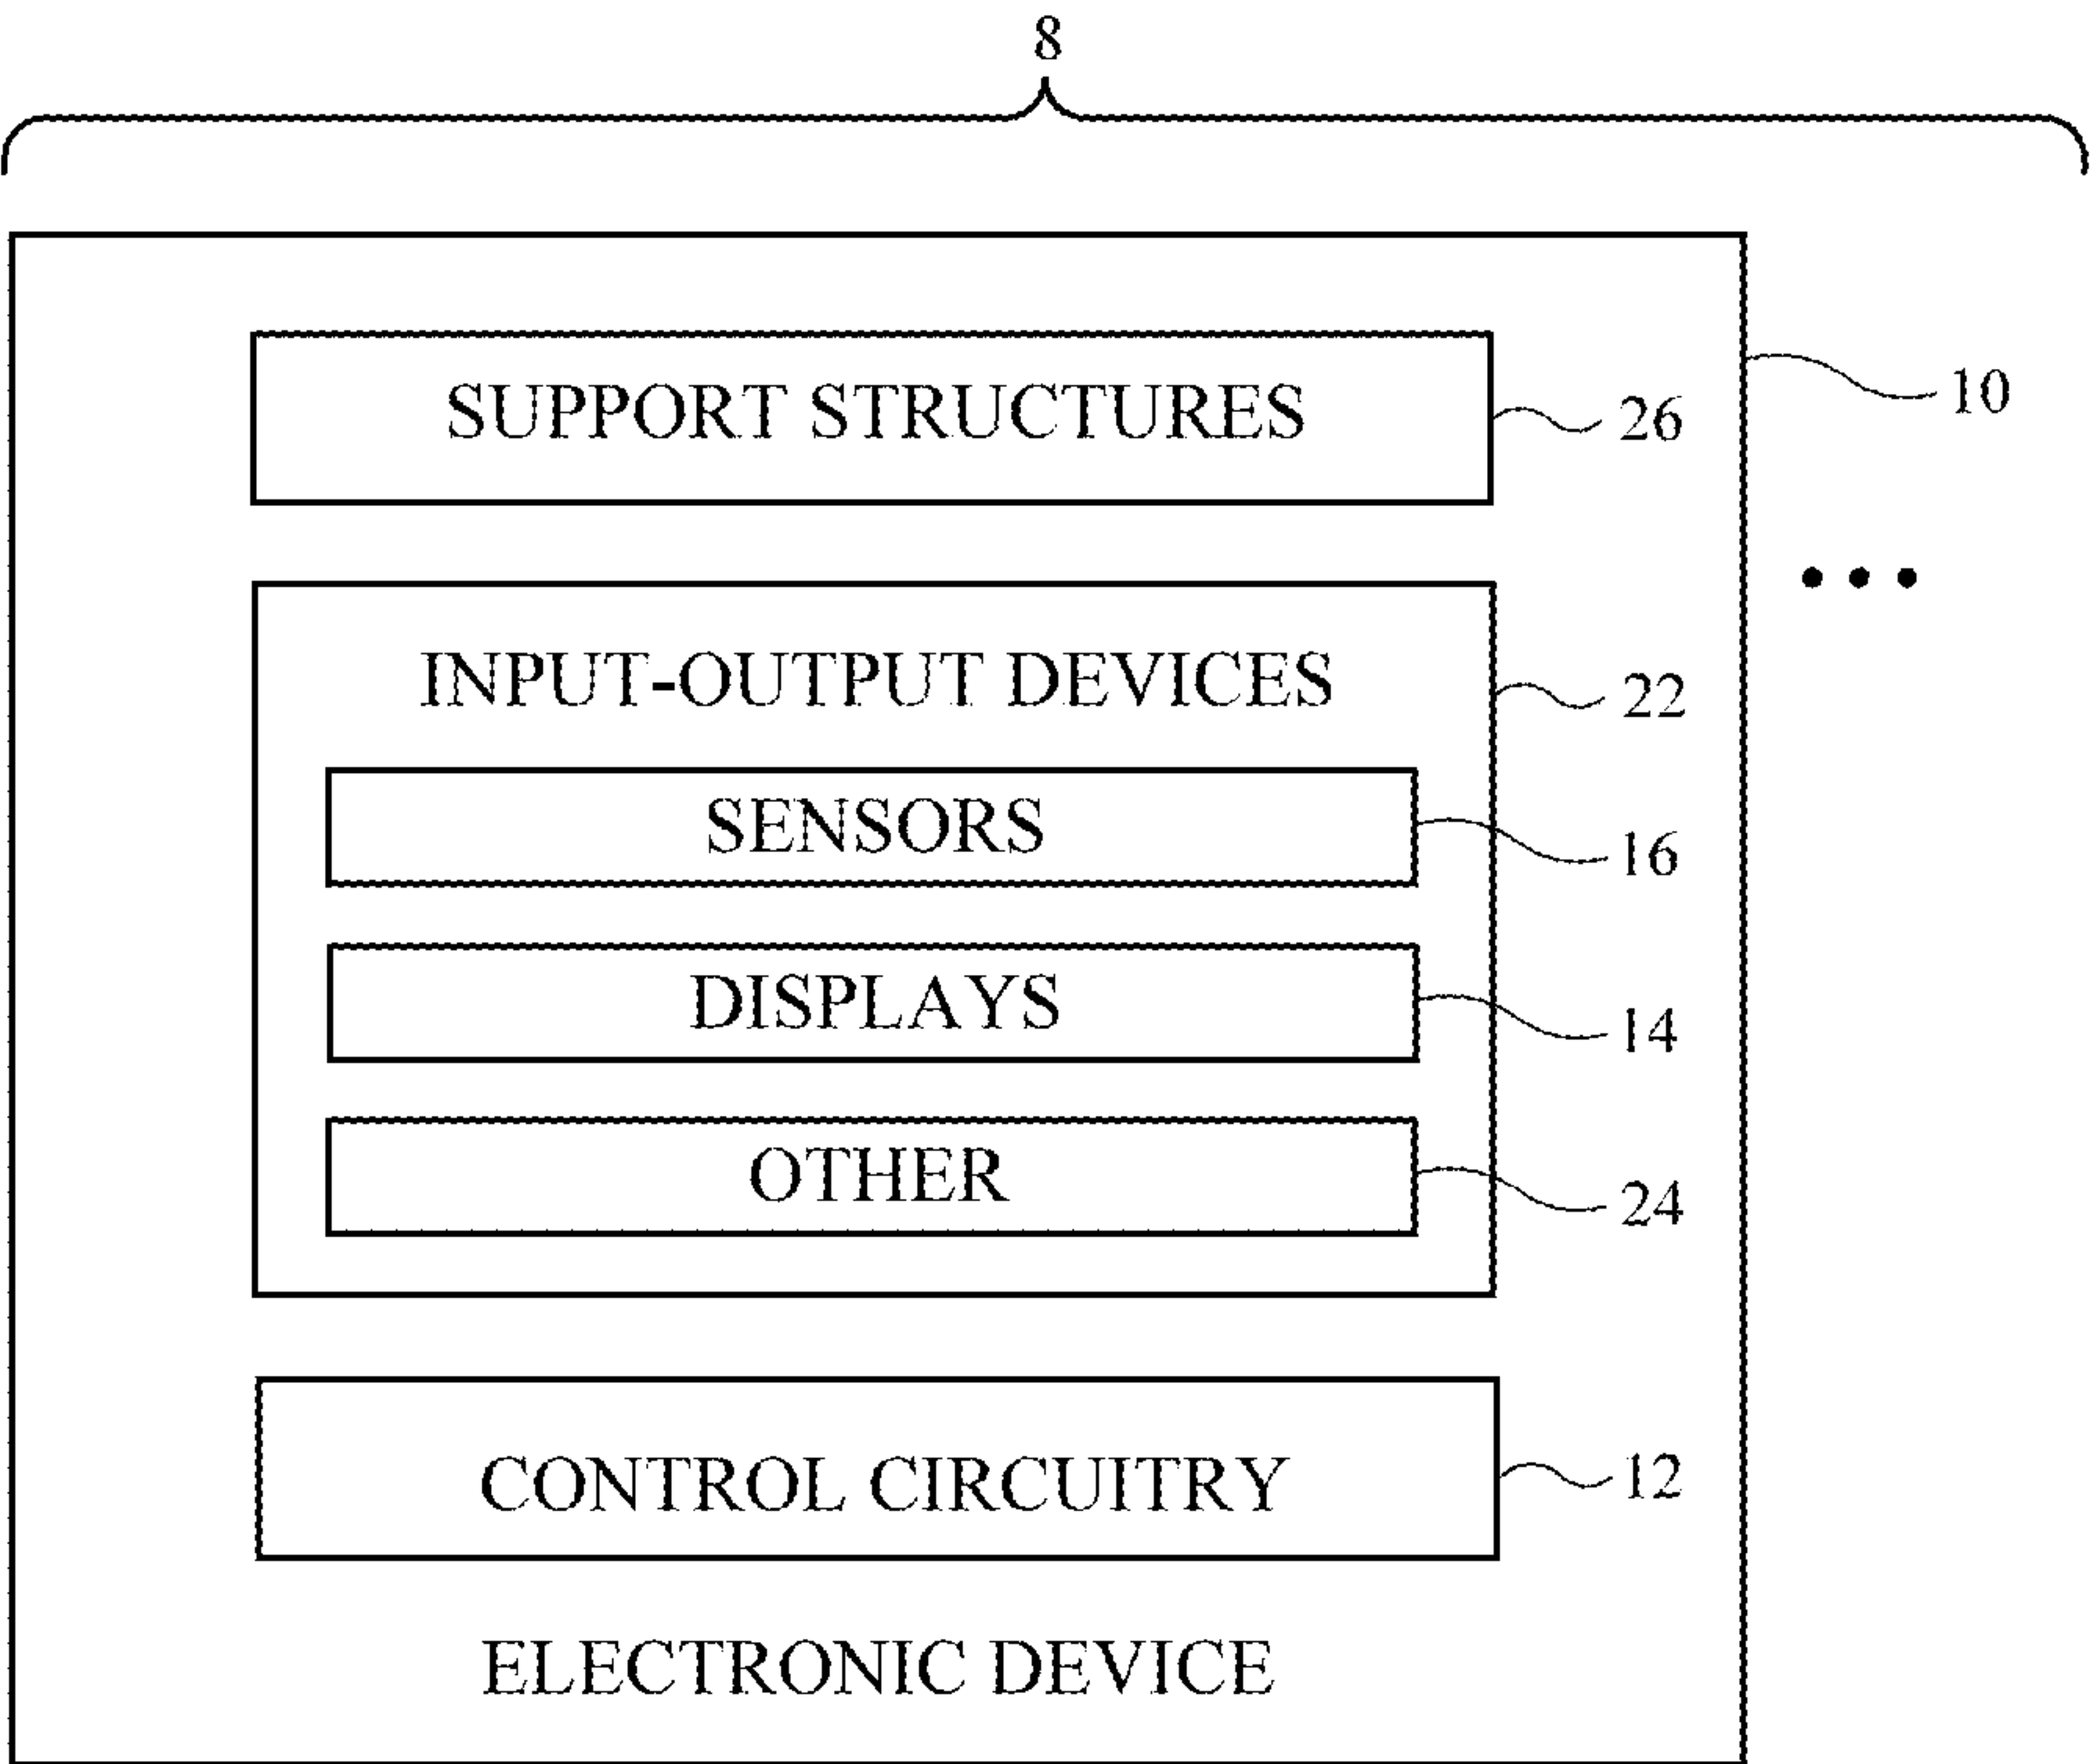 8
10
SUPPORT STRUCTURES 26
INPUT-OUTPUT DEVICES 22
SENSORS 16
DISPLAYS 14
OTHER 24
CONTROL CIRCUITRY 12
ELECTRONIC DEVICE